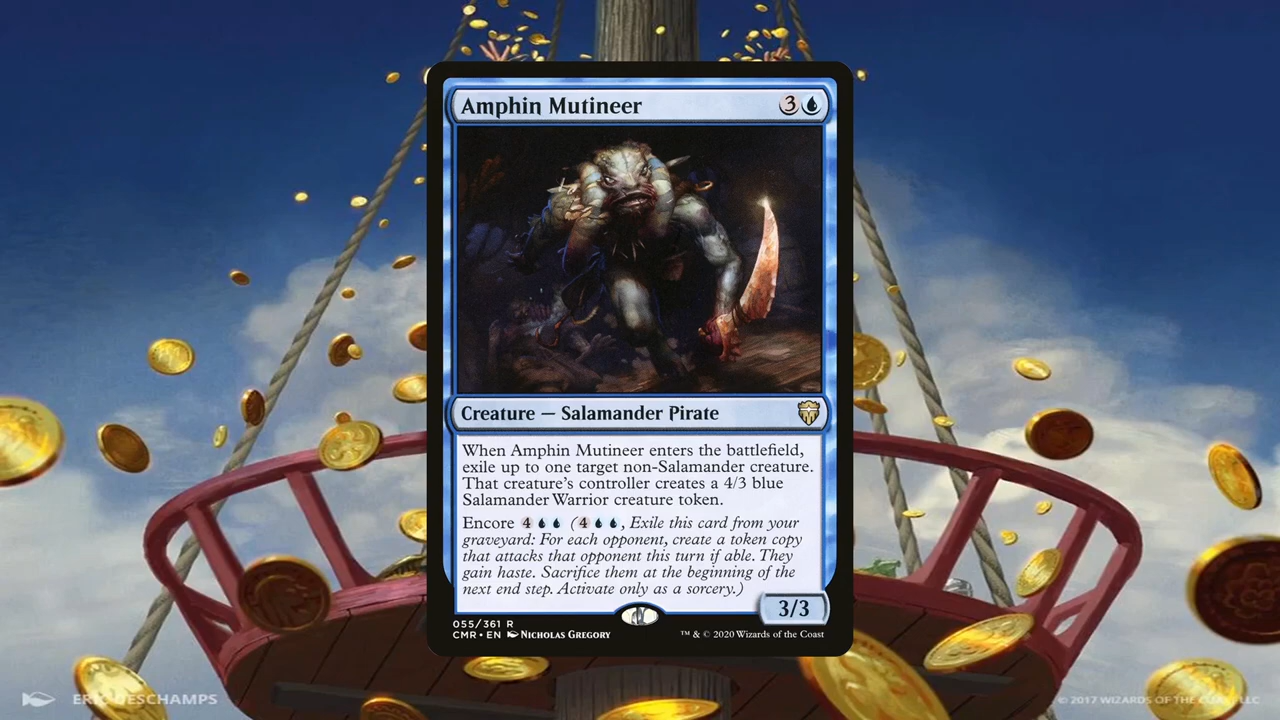 Amphin Mutineer 3
Creature — Salamander Pirate
When Amphin Mutineer enters the battlefield,
exile up to one target non-Salamander creature.
That creature's controller creates a 4/3 blue
Salamander Warrior creature token.
Encore 4 (4, Exile this card from your
graveyard: For each opponent, create a token copy
that attacks that opponent this turn if able. They
gain haste. Sacrifice them at the beginning of the
next end step. Activate only as a sorcery.)
3/3
055/361 R
CMR • EN Nicholas Gregory
™ & © 2020 Wizards of the Coast
Eric Deschamps
© 2017 Wizards of the Coast LLC